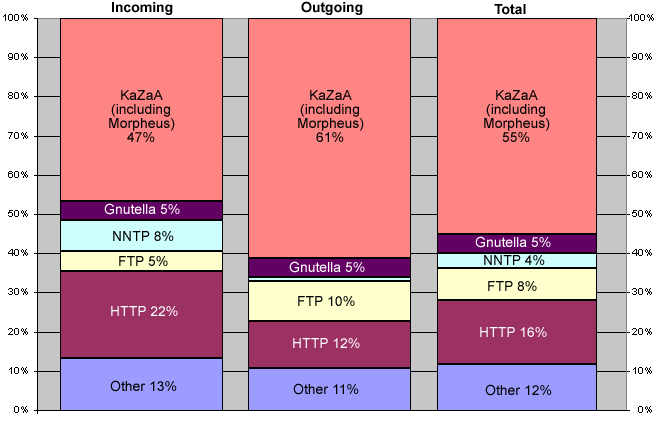 Incoming
Outgoing
Total
100%
90%
80%
70%
60%
50%
40%
30%
20%
10%
0%
KaZaA
(including
Morpheus)
47%
Gnutella 5%
NNTP 8%
FTP 5%
HTTP 22%
Other 13%
KaZaA
(including
Morpheus)
61%
Gnutella 5%
FTP 10%
HTTP 12%
Other 11%
KaZaA
(including
Morpheus)
55%
Gnutella 5%
NNTP 4%
FTP 8%
HTTP 16%
Other 12%
100%
90%
80%
70%
60%
50%
40%
30%
20%
10%
0%